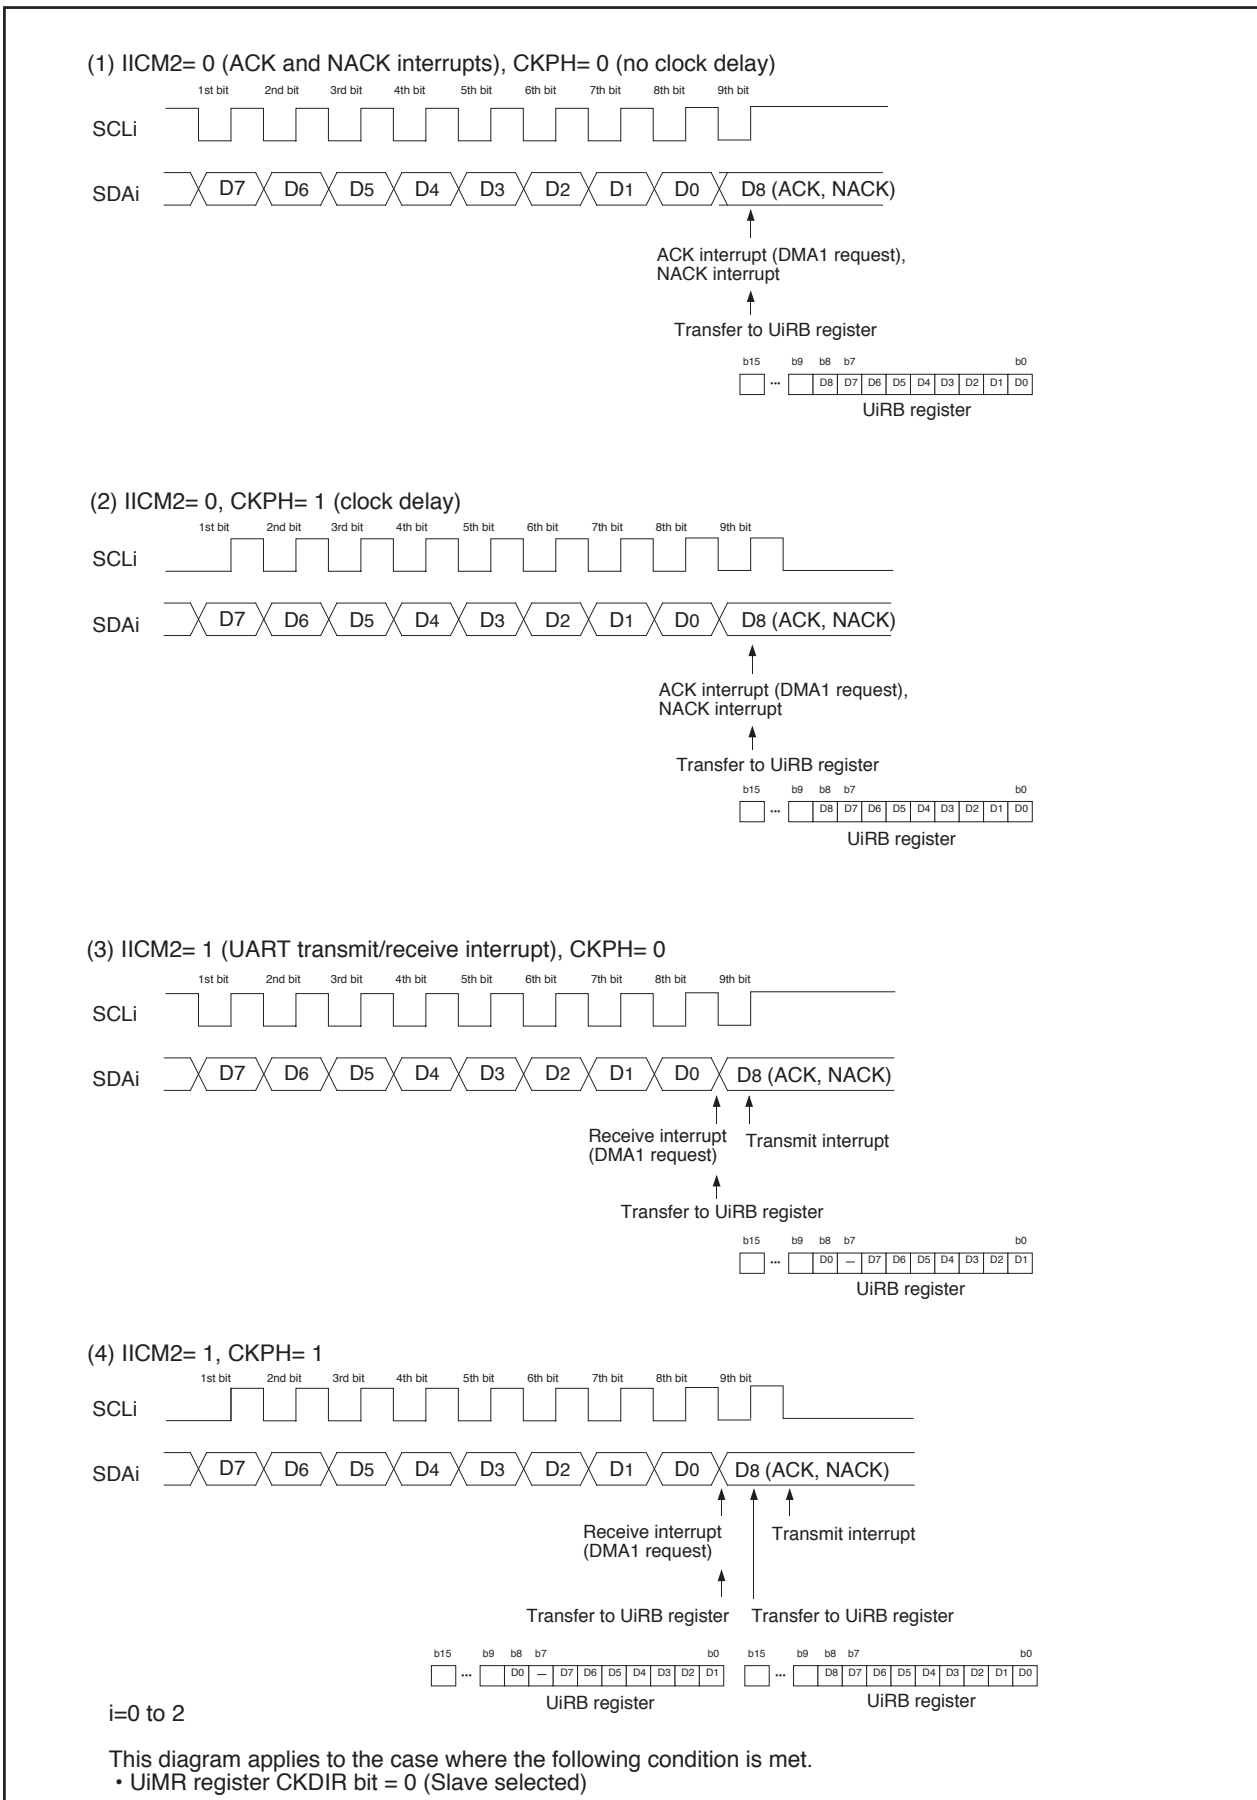 (1) IICM2= 0 (ACK and NACK interrupts), CKPH= 0 (no clock delay)
1st bit 2nd bit 3rd bit 4th bit 5th bit 6th bit 7th bit 8th bit 9th bit
SCLi
SDAi D7 D6 D5 D4 D3 D2 D1 D0 D8 (ACK, NACK)
ACK interrupt (DMA1 request),
NACK interrupt
Transfer to UiRB register
b15 b9 b8 b7 b0
... D8 D7 D6 D5 D4 D3 D2 D1 D0
UiRB register
(2) IICM2= 0, CKPH= 1 (clock delay)
1st bit 2nd bit 3rd bit 4th bit 5th bit 6th bit 7th bit 8th bit 9th bit
SCLi
SDAi D7 D6 D5 D4 D3 D2 D1 D0 D8 (ACK, NACK)
ACK interrupt (DMA1 request),
NACK interrupt
Transfer to UiRB register
b15 b9 b8 b7 b0
... D8 D7 D6 D5 D4 D3 D2 D1 D0
UiRB register
(3) IICM2= 1 (UART transmit/receive interrupt), CKPH= 0
1st bit 2nd bit 3rd bit 4th bit 5th bit 6th bit 7th bit 8th bit 9th bit
SCLi
SDAi D7 D6 D5 D4 D3 D2 D1 D0 D8 (ACK, NACK)
Receive interrupt Transmit interrupt
(DMA1 request)
Transfer to UiRB register
b15 b9 b8 b7 b0
... D0 — D7 D6 D5 D4 D3 D2 D1
UiRB register
(4) IICM2= 1, CKPH= 1
1st bit 2nd bit 3rd bit 4th bit 5th bit 6th bit 7th bit 8th bit 9th bit
SCLi
SDAi D7 D6 D5 D4 D3 D2 D1 D0 D8 (ACK, NACK)
Receive interrupt Transmit interrupt
(DMA1 request)
Transfer to UiRB register Transfer to UiRB register
b15 b9 b8 b7 b0 b15 b9 b8 b7 b0
... D0 — D7 D6 D5 D4 D3 D2 D1 ... D8 D7 D6 D5 D4 D3 D2 D1 D0
UiRB register UiRB register
i=0 to 2
This diagram applies to the case where the following condition is met.
• UiMR register CKDIR bit = 0 (Slave selected)